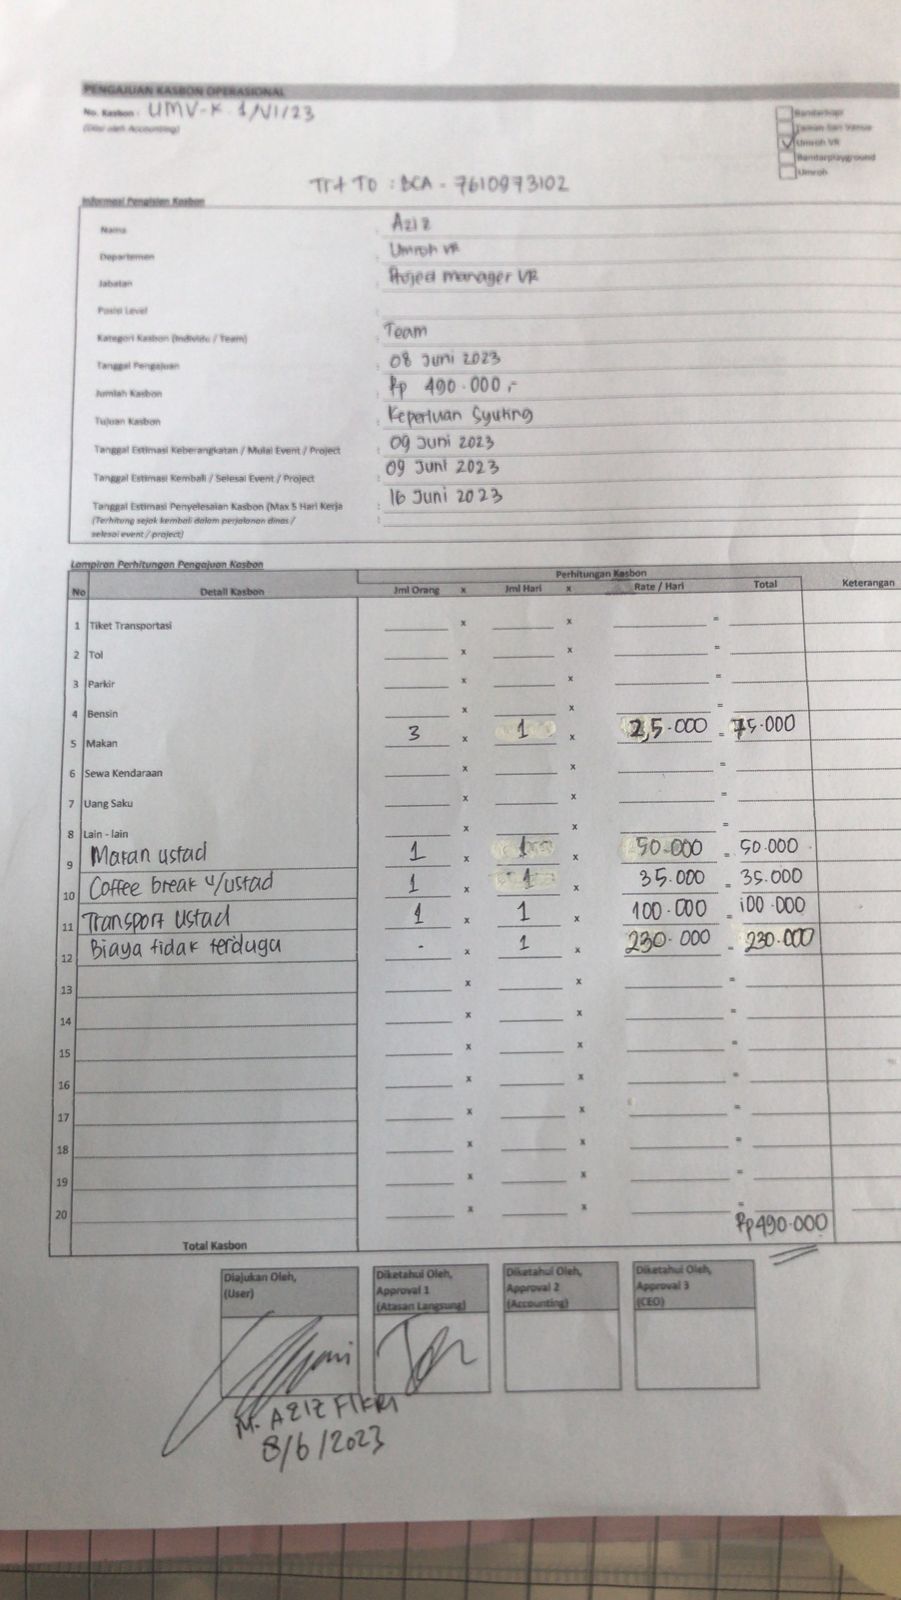 PENGAJUAN KASBON OPERASIONAL
No. Kasbon : UMV-K 1/VI/23
(Diisi oleh Accounting)
Bandarkopi
Taman Sari Venue
Umroh VR
Bandarplayground
Umroh
Trf TO : BCA - 7610973102
Informasi Pengisian Kasbon
Nama : Aziz
Departemen : Umroh VR
Jabatan : Project manager VR
Posisi Level
Kategori Kasbon (Individu / Team) : Team
Tanggal Pengajuan : 08 Juni 2023
Jumlah Kasbon : Rp 490.000,-
Tujuan Kasbon : Keperluan Syuting
Tanggal Estimasi Keberangkatan / Mulai Event / Project : 09 Juni 2023
Tanggal Estimasi Kembali / Selesai Event / Project : 09 Juni 2023
Tanggal Estimasi Penyelesaian Kasbon (Max 5 Hari Kerja : 16 Juni 2023
(Terhitung sejak kembali dalam perjalanan dinas / :
selesai event / project)
Lampiran Perhitungan Pengajuan Kasbon
Perhitungan Kasbon
No Detail Kasbon Jml Orang x Jml Hari x Rate / Hari Total Keterangan
1 Tiket Transportasi x x =
2 Tol x x =
3 Parkir x x =
4 Bensin x x =
5 Makan 3 x 1 x 25.000 = 75.000
6 Sewa Kendaraan x x =
7 Uang Saku x x =
8 Lain - lain x x
9 Makan ustad 1 x 1 x 50.000 = 50.000
10 Coffee break u/ustad 1 x 1 x 35.000 = 35.000
11 Transport ustad 1 x 1 x 100.000 = 100.000
12 Biaya tidak terduga - x 1 x 230.000 = 230.000
13 x x =
14 x x =
15 x x =
16 x x =
17 x x =
18 x x =
19 x x =
20 x x =
Total Kasbon Rp 490.000
Diajukan Oleh,
(User)
Diketahui Oleh,
Approval 1
(Atasan Langsung)
Diketahui Oleh,
Approval 2
(Accounting)
Diketahui Oleh,
Approval 3
(CEO)
M. AZIZ FIKRI
8/6/2023